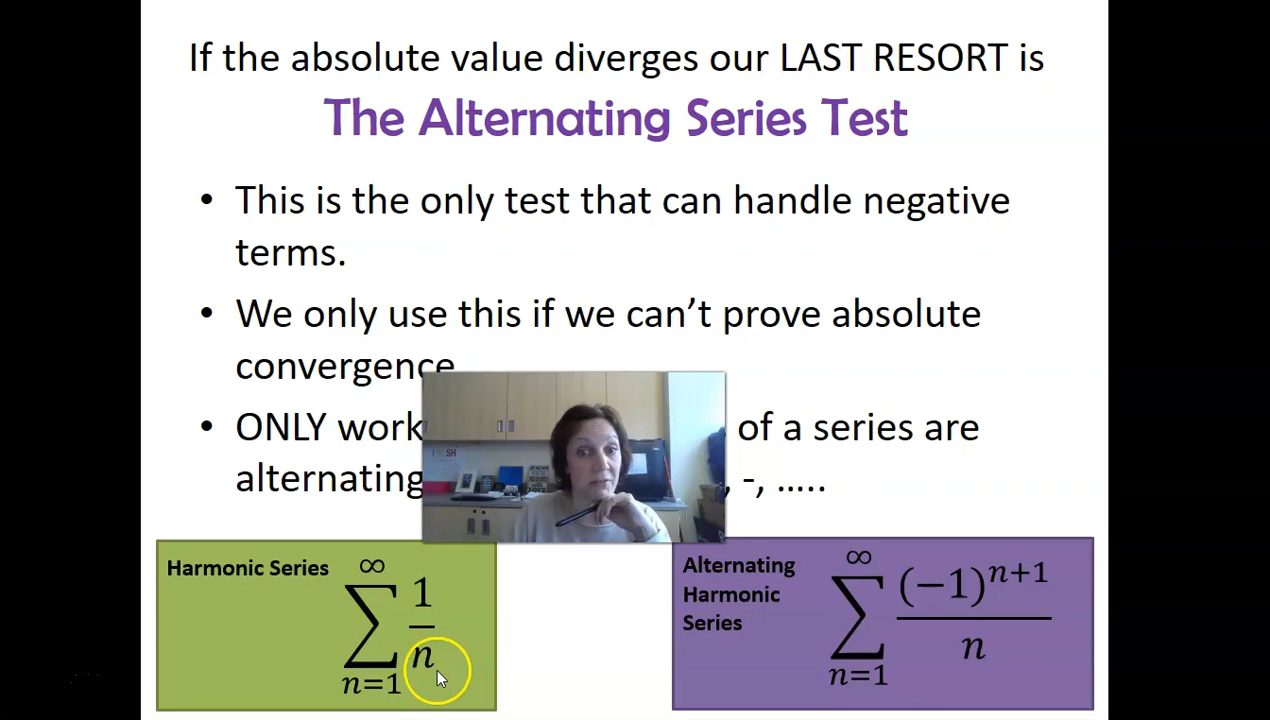 If the absolute value diverges our LAST RESORT is
The Alternating Series Test
• This is the only test that can handle negative
terms.
• We only use this if we can't prove absolute
convergence
• ONLY work of a series are
alternating , -, …..
Harmonic Series
∞
∑ 1/n
n=1
Alternating
Harmonic
Series
∞
∑ (−1)^{n+1}/n
n=1